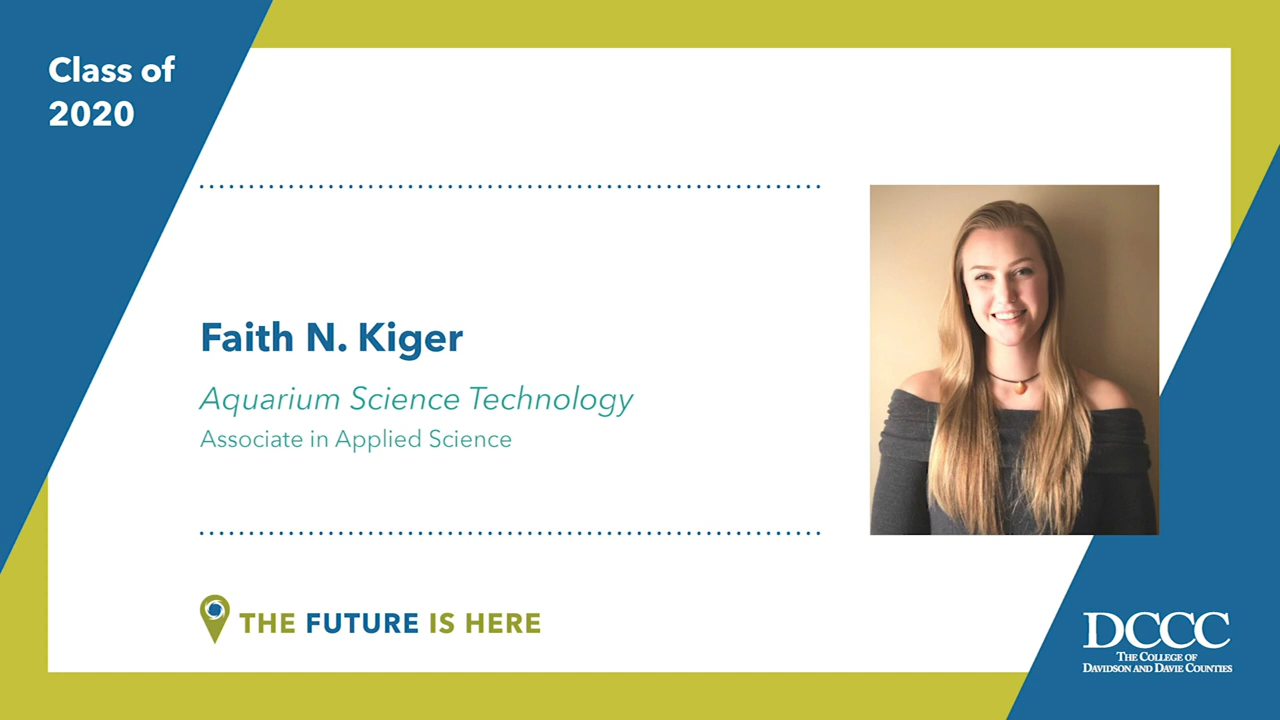 Class of
2020
Faith N. Kiger
Aquarium Science Technology
Associate in Applied Science
THE FUTURE IS HERE
DCCC
THE COLLEGE OF
DAVIDSON AND DAVIE COUNTIES